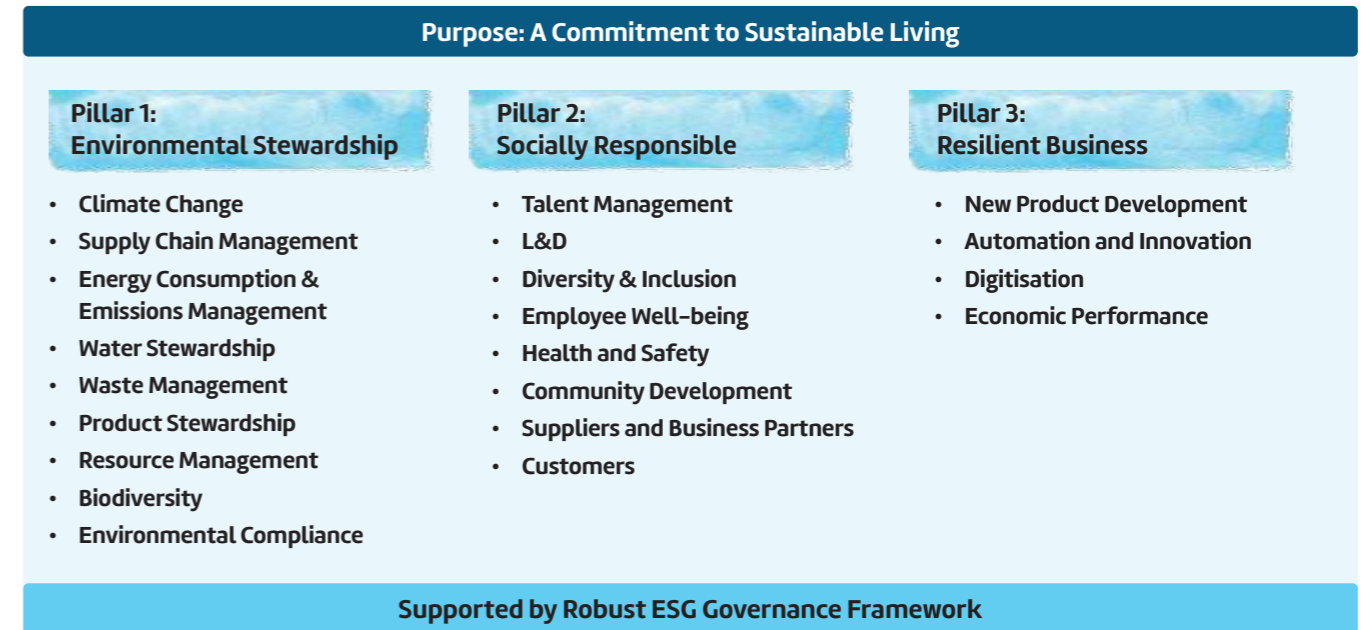 Purpose: A Commitment to Sustainable Living
Pillar 1:
Environmental Stewardship
• Climate Change
• Supply Chain Management
• Energy Consumption &
Emissions Management
• Water Stewardship
• Waste Management
• Product Stewardship
• Resource Management
• Biodiversity
• Environmental Compliance
Pillar 2:
Socially Responsible
• Talent Management
• L&D
• Diversity & Inclusion
• Employee Well-being
• Health and Safety
• Community Development
• Suppliers and Business Partners
• Customers
Pillar 3:
Resilient Business
• New Product Development
• Automation and Innovation
• Digitisation
• Economic Performance
Supported by Robust ESG Governance Framework